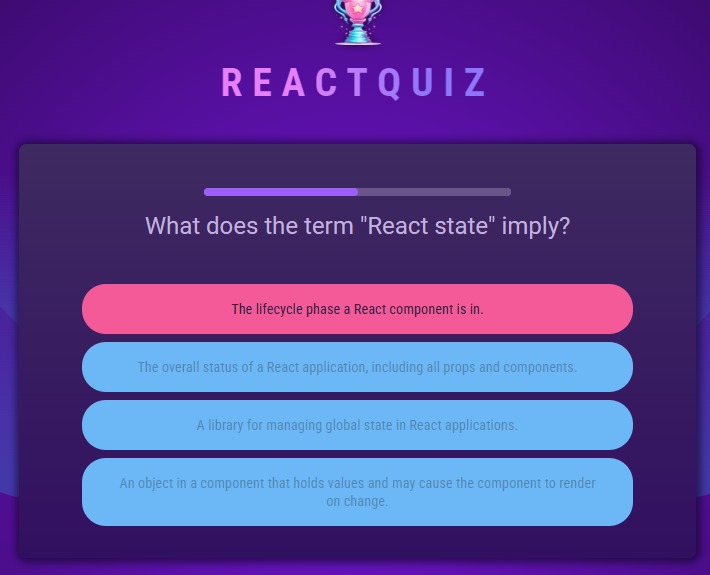 REACTQUIZ
What does the term "React state" imply?
The lifecycle phase a React component is in.
The overall status of a React application, including all props and components.
A library for managing global state in React applications.
An object in a component that holds values and may cause the component to render
on change.